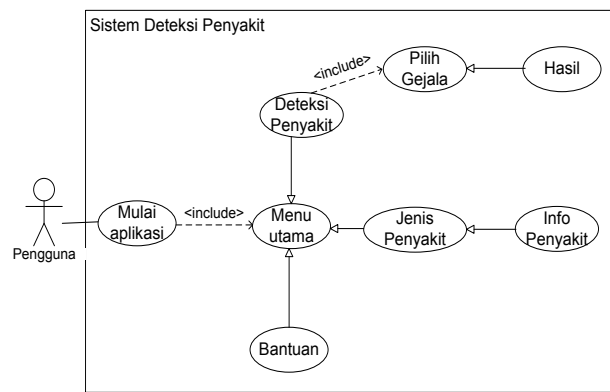 Sistem Deteksi Penyakit
<include>
Pilih
Gejala
Hasil
Deteksi
Penyakit
Pengguna
Mulai
aplikasi
<include>
Menu
utama
Jenis
Penyakit
Info
Penyakit
Bantuan